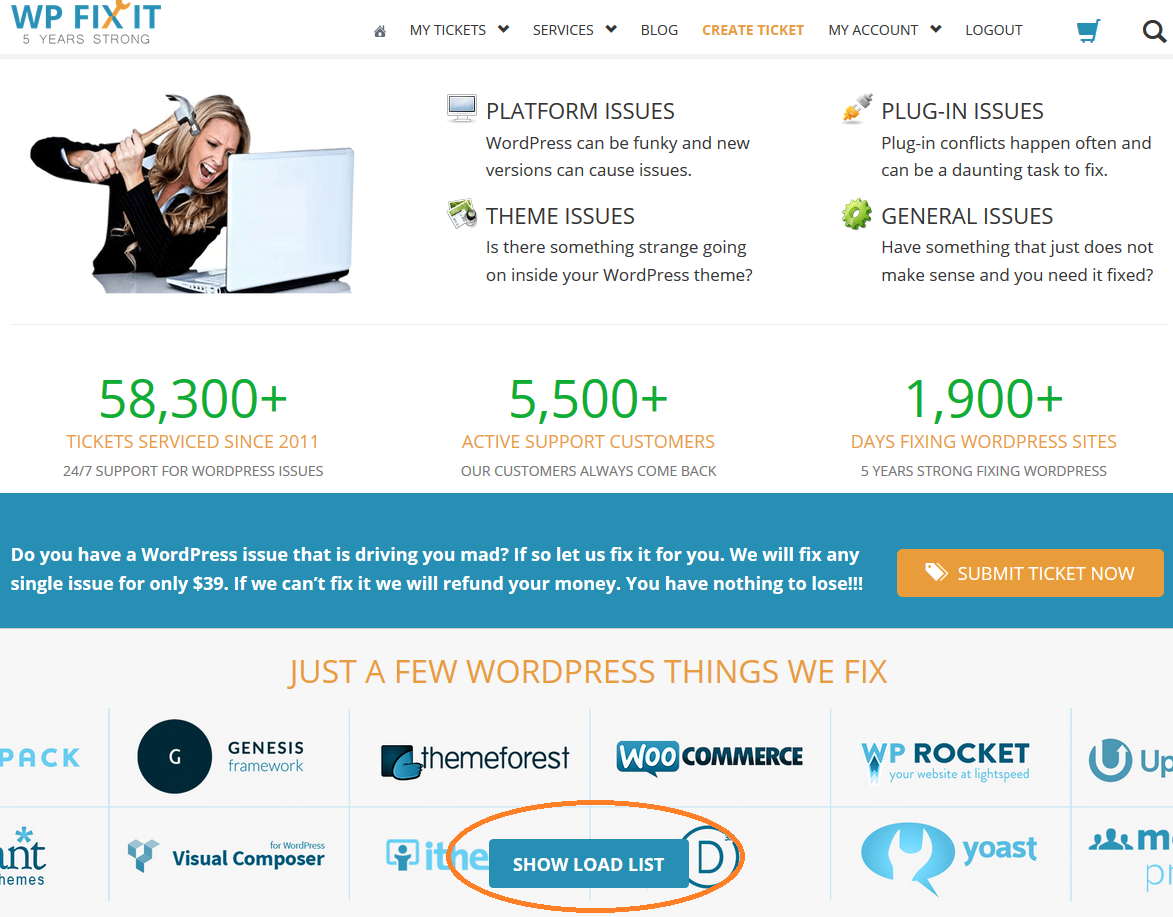 WP FIX IT
5 YEARS STRONG
MY TICKETS SERVICES BLOG CREATE TICKET MY ACCOUNT LOGOUT
PLATFORM ISSUES
WordPress can be funky and new
versions can cause issues.
PLUG-IN ISSUES
Plug-in conflicts happen often and
can be a daunting task to fix.
THEME ISSUES
Is there something strange going
on inside your WordPress theme?
GENERAL ISSUES
Have something that just does not
make sense and you need it fixed?
58,300+
TICKETS SERVICED SINCE 2011
24/7 SUPPORT FOR WORDPRESS ISSUES
5,500+
ACTIVE SUPPORT CUSTOMERS
OUR CUSTOMERS ALWAYS COME BACK
1,900+
DAYS FIXING WORDPRESS SITES
5 YEARS STRONG FIXING WORDPRESS
Do you have a WordPress issue that is driving you mad? If so let us fix it for you. We will fix any
single issue for only $39. If we can’t fix it we will refund your money. You have nothing to lose!!!
SUBMIT TICKET NOW
JUST A FEW WORDPRESS THINGS WE FIX
PACK
G
GENESIS
framework
themeforest
WOO COMMERCE
WP ROCKET
your website at lightspeed
Up
ant
hemes
for WordPress
Visual Composer
ithe
SHOW LOAD LIST
D
yoast
m
pr